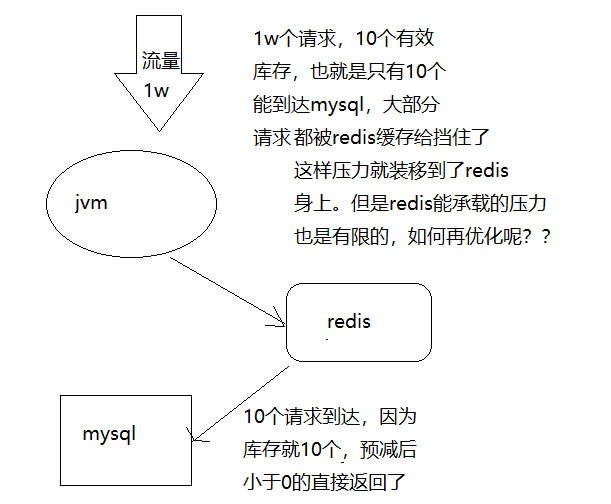 流量
1w
1w个请求，10个有效
库存，也就是只有10个
能到达mysql，大部分
请求都被redis缓存给挡住了
这样压力就装移到了redis
身上。但是redis能承载的压力
也是有限的，如何再优化呢？？
jvm
redis
mysql
10个请求到达，因为
库存就10个，预减后
小于0的直接返回了